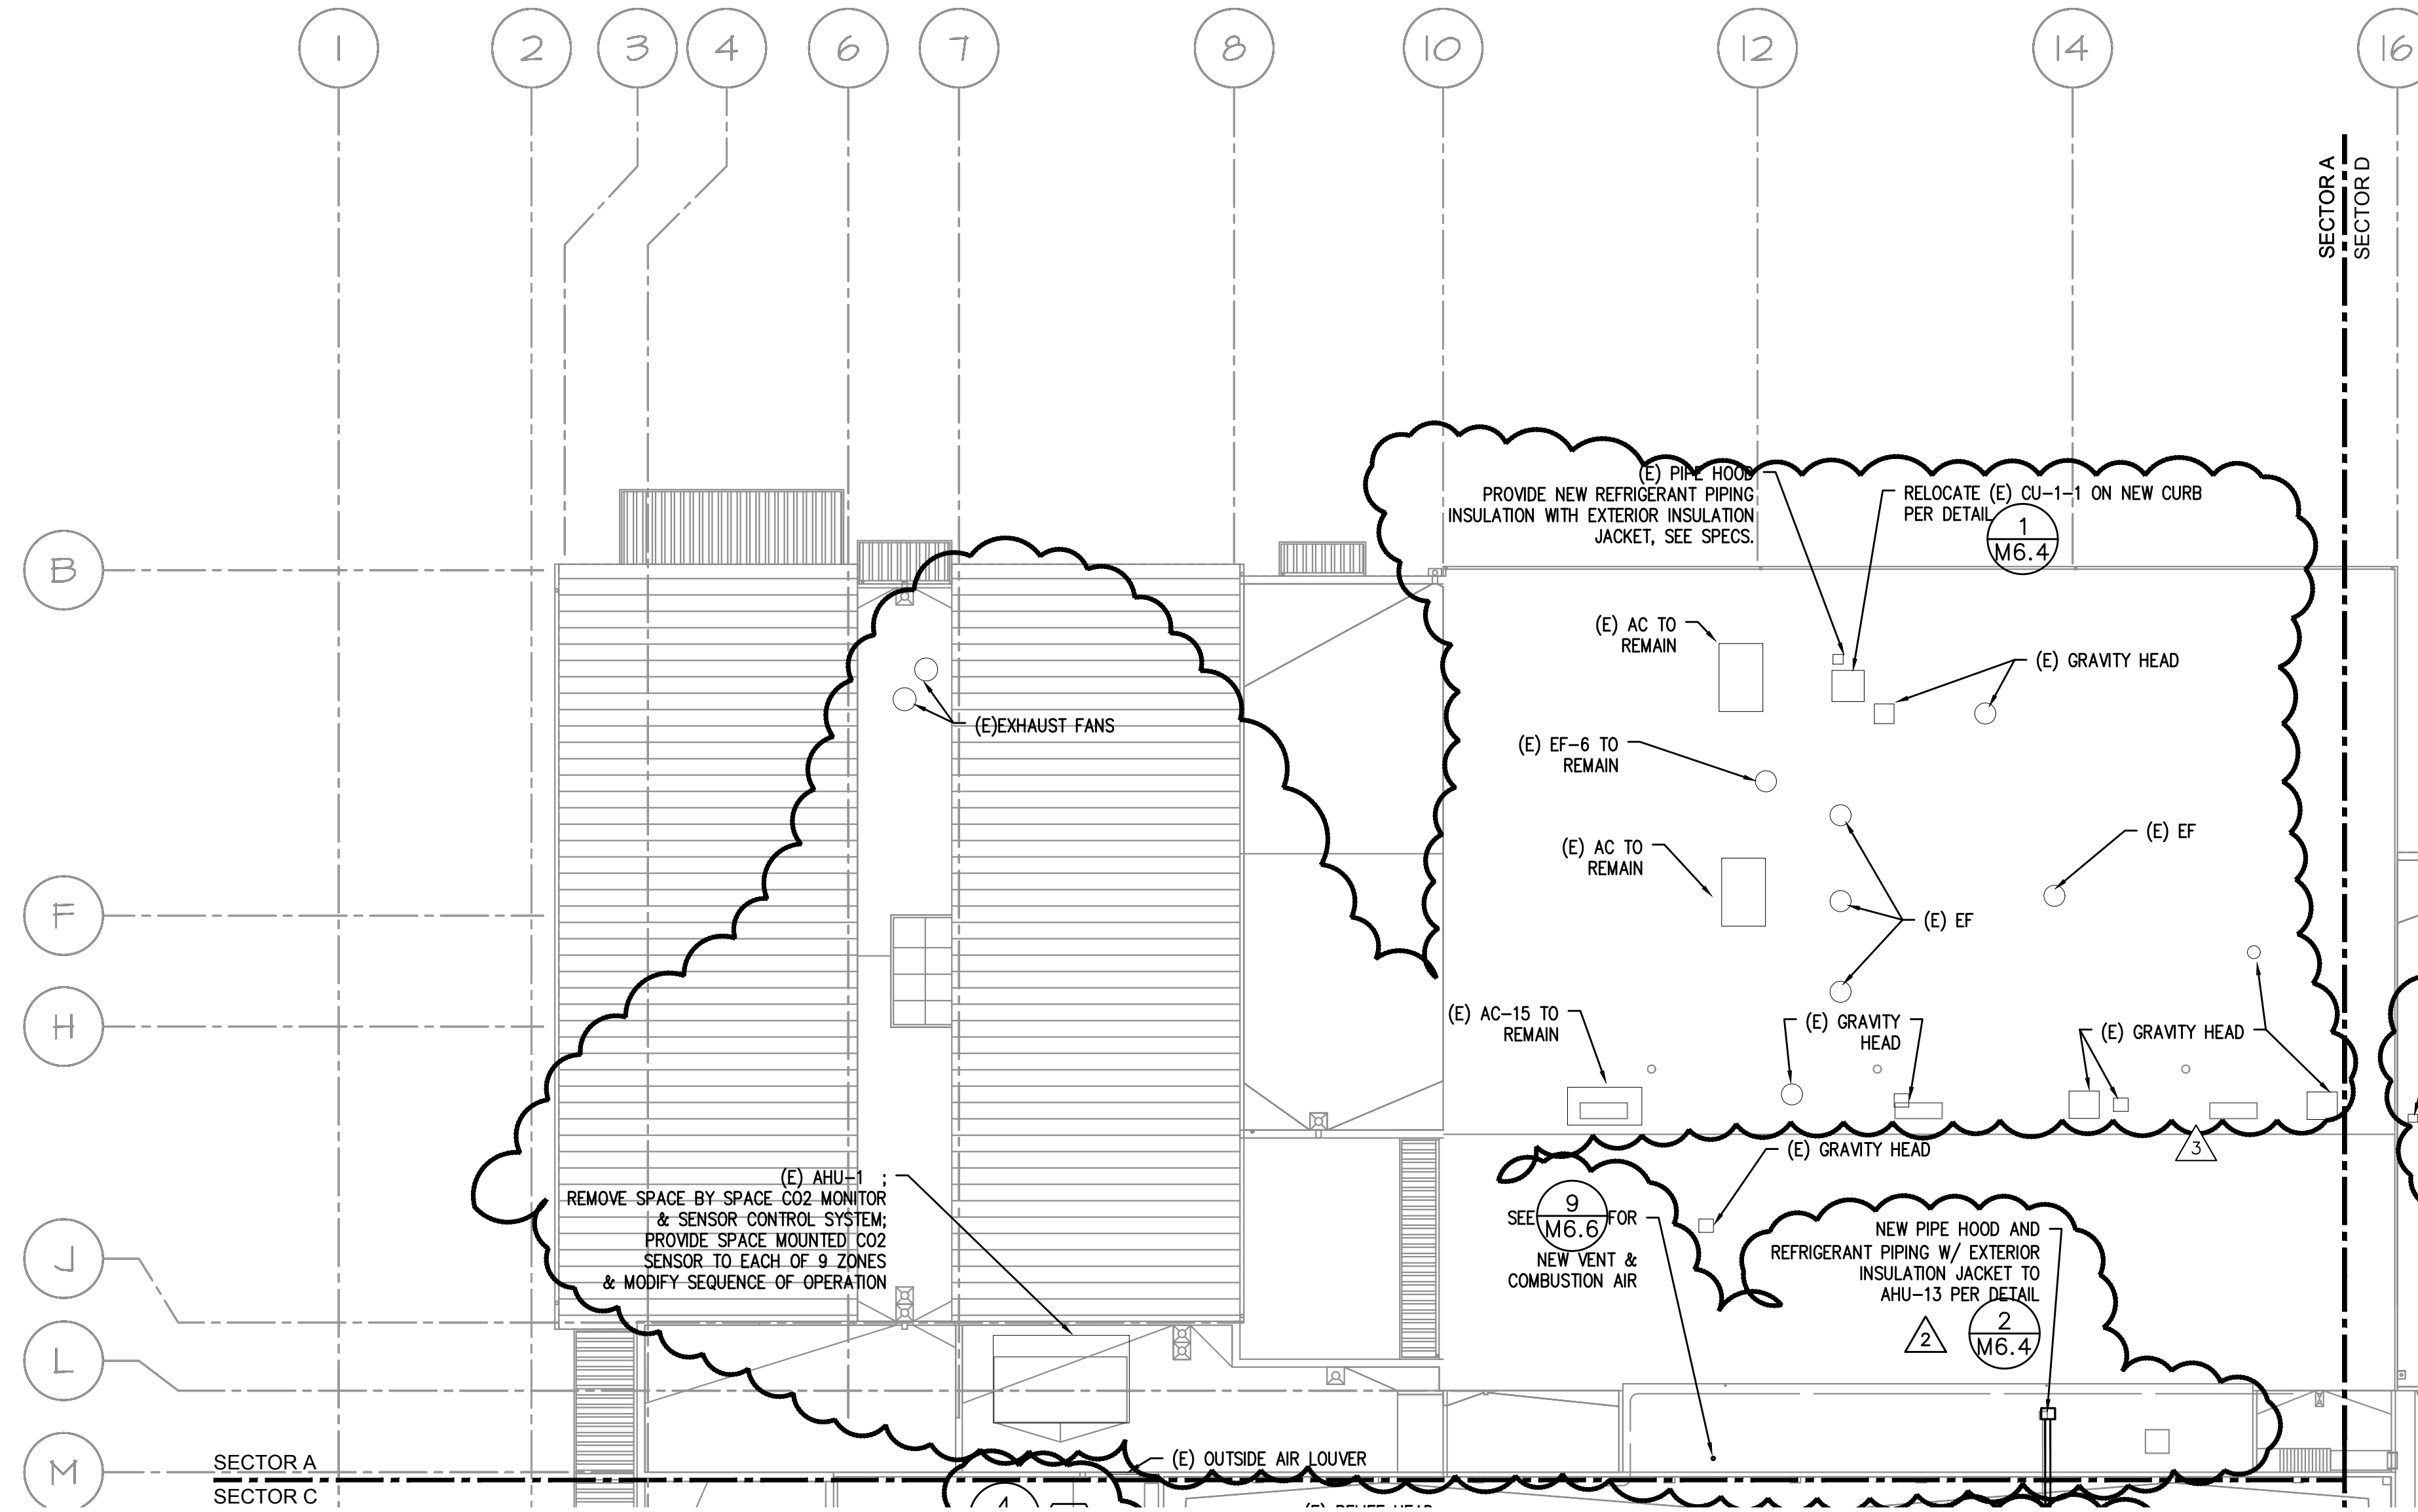 1
2
3
4
6
7
8
10
12
14
16
SECTOR A
SECTOR D
(E) PIPE HOOD
PROVIDE NEW REFRIGERANT PIPING
INSULATION WITH EXTERIOR INSULATION
JACKET, SEE SPECS.
RELOCATE (E) CU-1-1 ON NEW CURB
PER DETAIL
1
M6.4
B
(E) AC TO
REMAIN
(E) GRAVITY HEAD
(E)EXHAUST FANS
(E) EF-6 TO
REMAIN
(E) EF
(E) AC TO
REMAIN
F
(E) EF
H
(E) AC-15 TO
REMAIN
(E) GRAVITY
HEAD
(E) GRAVITY HEAD
3
(E) GRAVITY HEAD
(E) AHU-1 ;
REMOVE SPACE BY SPACE CO2 MONITOR
& SENSOR CONTROL SYSTEM;
PROVIDE SPACE MOUNTED CO2
SENSOR TO EACH OF 9 ZONES
& MODIFY SEQUENCE OF OPERATION
SEE 9 FOR
M6.6
NEW VENT &
COMBUSTION AIR
NEW PIPE HOOD AND
REFRIGERANT PIPING W/ EXTERIOR
INSULATION JACKET TO
AHU-13 PER DETAIL
2
2
M6.4
J
L
M
SECTOR A
SECTOR C
(E) OUTSIDE AIR LOUVER